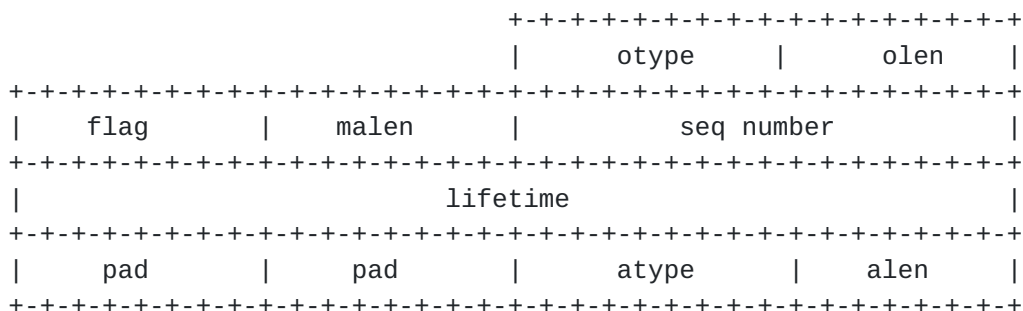 +-+-+-+-+-+-+-+-+-+-+-+-+-+-+-+-+
                                |      otype     |      olen    |
+-+-+-+-+-+-+-+-+-+-+-+-+-+-+-+-+-+-+-+-+-+-+-+-+-+-+-+-+-+-+-+-+
|    flag       |    malen      |          seq number           |
+-+-+-+-+-+-+-+-+-+-+-+-+-+-+-+-+-+-+-+-+-+-+-+-+-+-+-+-+-+-+-+-+
|                           lifetime                            |
+-+-+-+-+-+-+-+-+-+-+-+-+-+-+-+-+-+-+-+-+-+-+-+-+-+-+-+-+-+-+-+-+
|     pad       |     pad       |      atype      |    alen     |
+-+-+-+-+-+-+-+-+-+-+-+-+-+-+-+-+-+-+-+-+-+-+-+-+-+-+-+-+-+-+-+-+